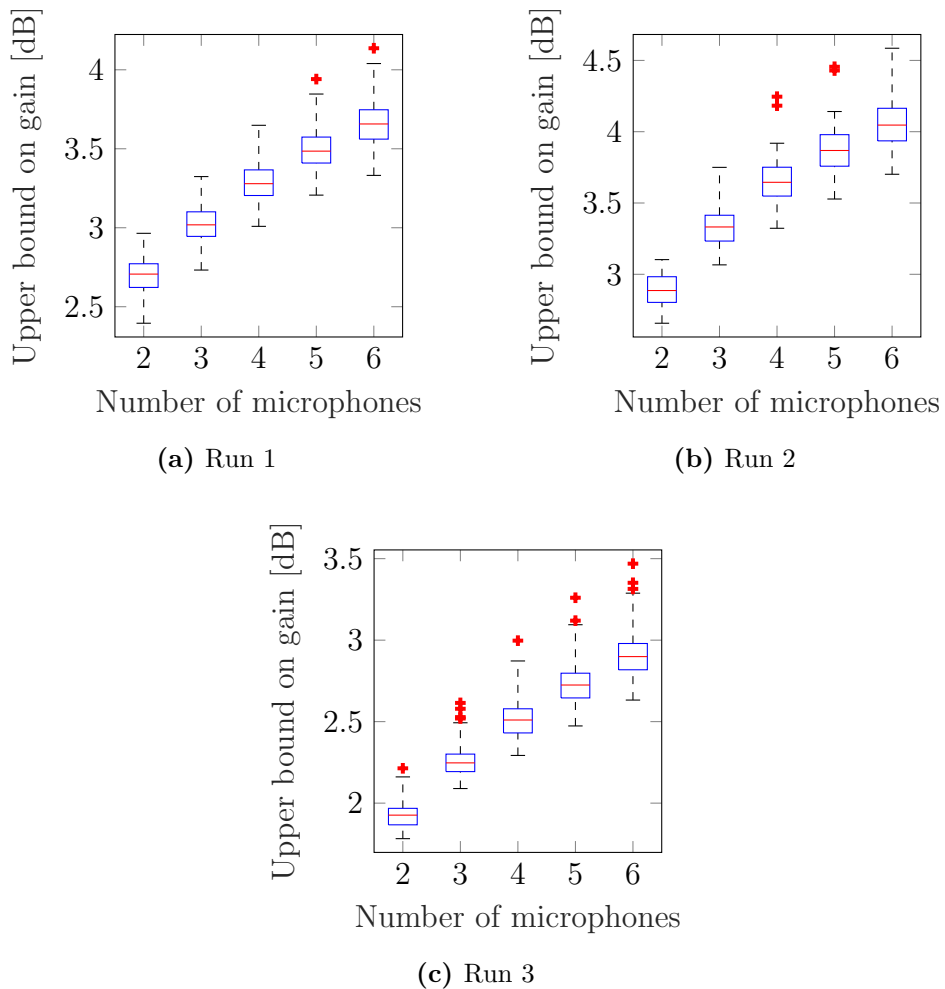 Upper bound on gain [dB]
4
3.5
3
2.5
2 3 4 5 6
Number of microphones
(a) Run 1
Upper bound on gain [dB]
4.5
4
3.5
3
2 3 4 5 6
Number of microphones
(b) Run 2
Upper bound on gain [dB]
3.5
3
2.5
2
2 3 4 5 6
Number of microphones
(c) Run 3